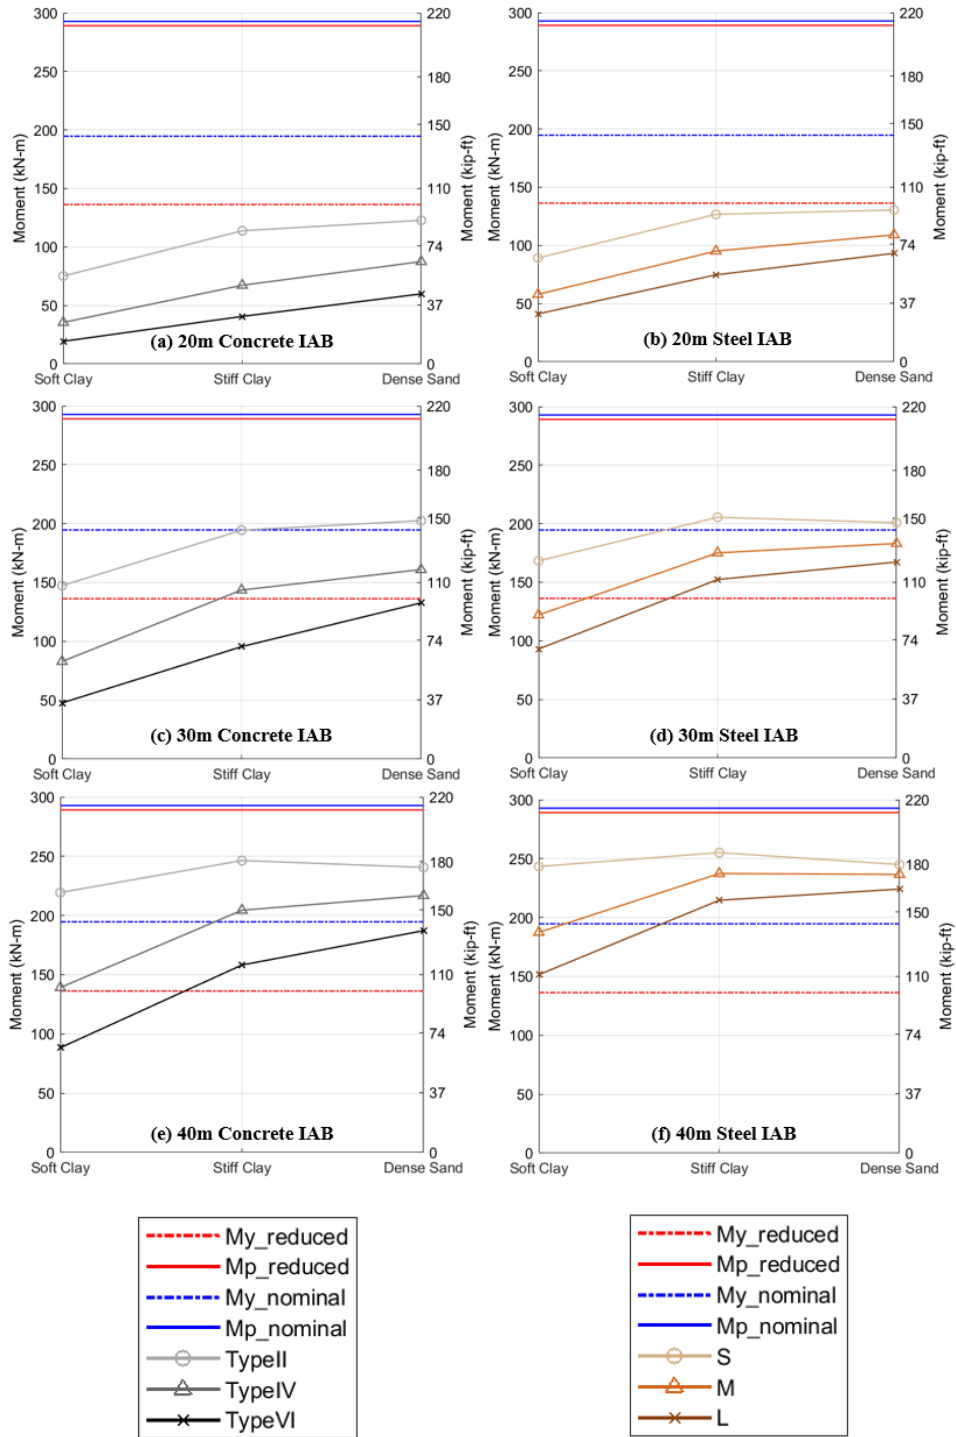 300
250
200
150
100
50
0
Moment (kN-m)
220
180
150
110
74
37
0
Moment (kip-ft)
Soft Clay
Stiff Clay
Dense Sand
(a) 20m Concrete IAB
300
250
200
150
100
50
0
Moment (kN-m)
220
180
150
110
74
37
0
Moment (kip-ft)
Soft Clay
Stiff Clay
Dense Sand
(b) 20m Steel IAB
300
250
200
150
100
50
0
Moment (kN-m)
220
180
150
110
74
37
0
Moment (kip-ft)
Soft Clay
Stiff Clay
Dense Sand
(c) 30m Concrete IAB
300
250
200
150
100
50
0
Moment (kN-m)
220
180
150
110
74
37
0
Moment (kip-ft)
Soft Clay
Stiff Clay
Dense Sand
(d) 30m Steel IAB
300
250
200
150
100
50
0
Moment (kN-m)
220
180
150
110
74
37
0
Moment (kip-ft)
Soft Clay
Stiff Clay
Dense Sand
(e) 40m Concrete IAB
300
250
200
150
100
50
0
Moment (kN-m)
220
180
150
110
74
37
0
Moment (kip-ft)
Soft Clay
Stiff Clay
Dense Sand
(f) 40m Steel IAB
My_reduced
Mp_reduced
My_nominal
Mp_nominal
TypeII
TypeIV
TypeVI
My_reduced
Mp_reduced
My_nominal
Mp_nominal
S
M
L